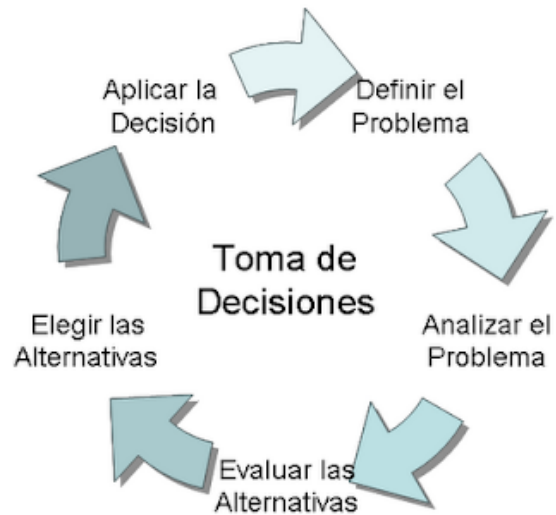 Aplicar la
Decisión
Definir el
Problema
Toma de
Decisiones
Elegir las
Alternativas
Analizar el
Problema
Evaluar las
Alternativas